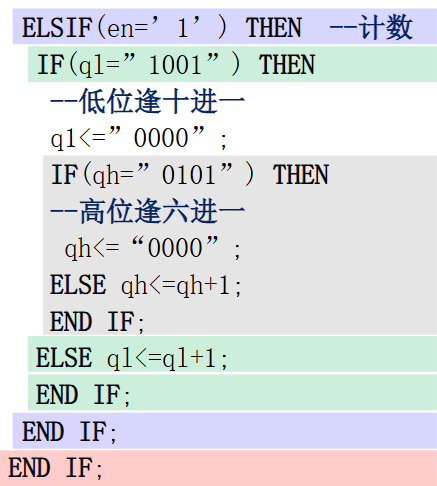 ELSIF(en=’1’) THEN --计数
IF(ql=”1001”) THEN
--低位逢十进一
q1<=”0000”;
IF(qh=”0101”) THEN
--高位逢六进一
qh<=“0000”;
ELSE qh<=qh+1;
END IF;
ELSE ql<=ql+1;
END IF;
END IF;
END IF;